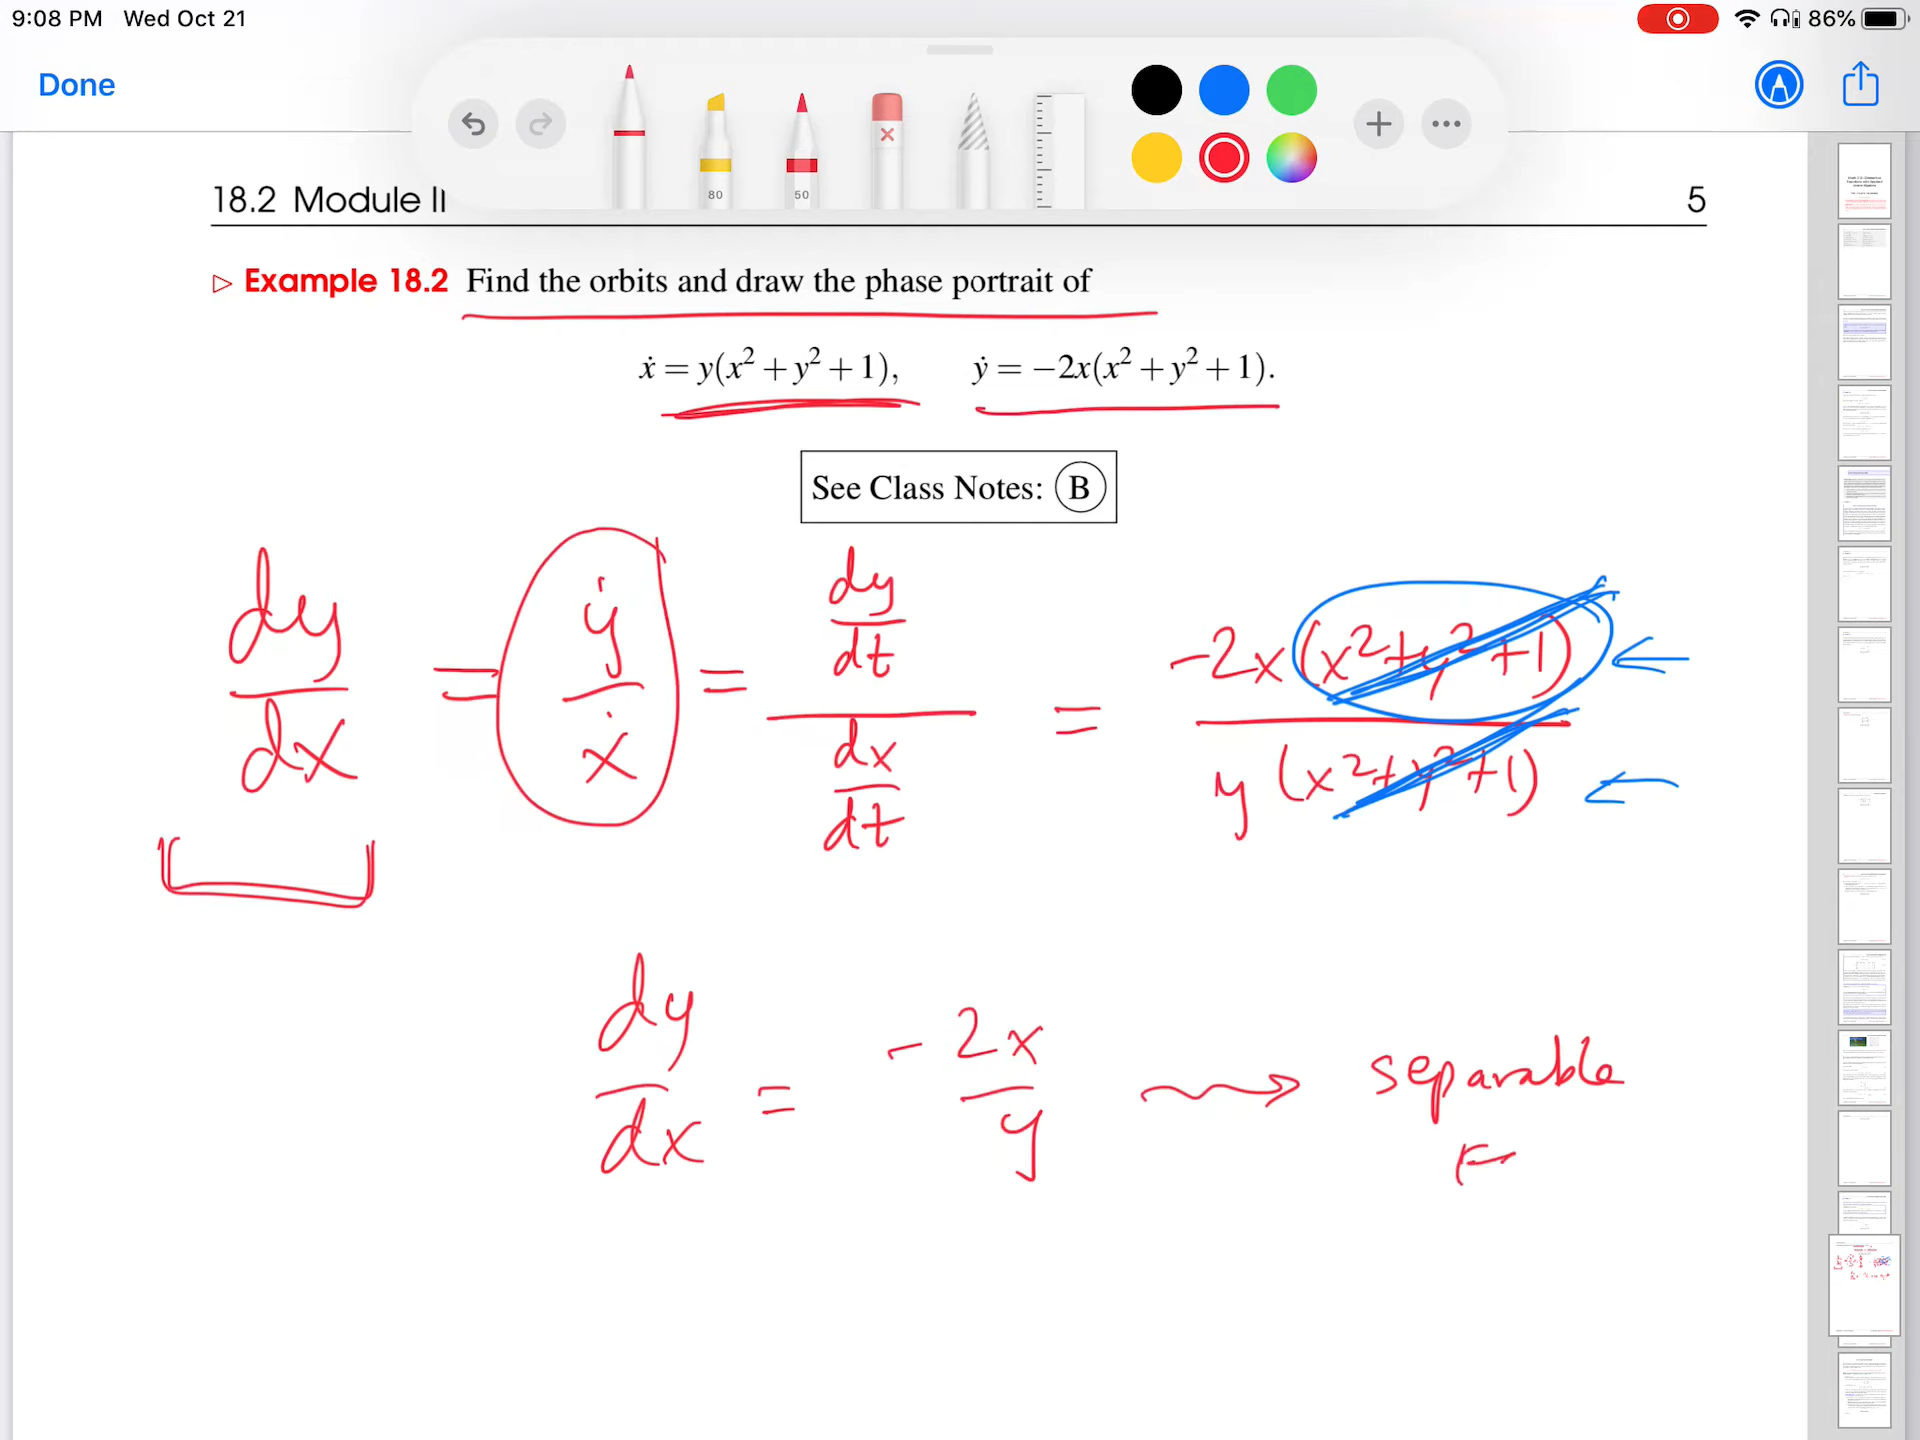 9:08 PM Wed Oct 21 86%
Done
80 50
18.2 Module II 5
▷ Example 18.2 Find the orbits and draw the phase portrait of
ẋ = y(x² + y² + 1), ẏ = −2x(x² + y² + 1).
See Class Notes: Ⓑ
dy/dx = ẏ/ẋ = (dy/dt)/(dx/dt) = -2x(x²+y²+1)/y(x²+y²+1)
dy/dx = -2x/y ⇝ separable